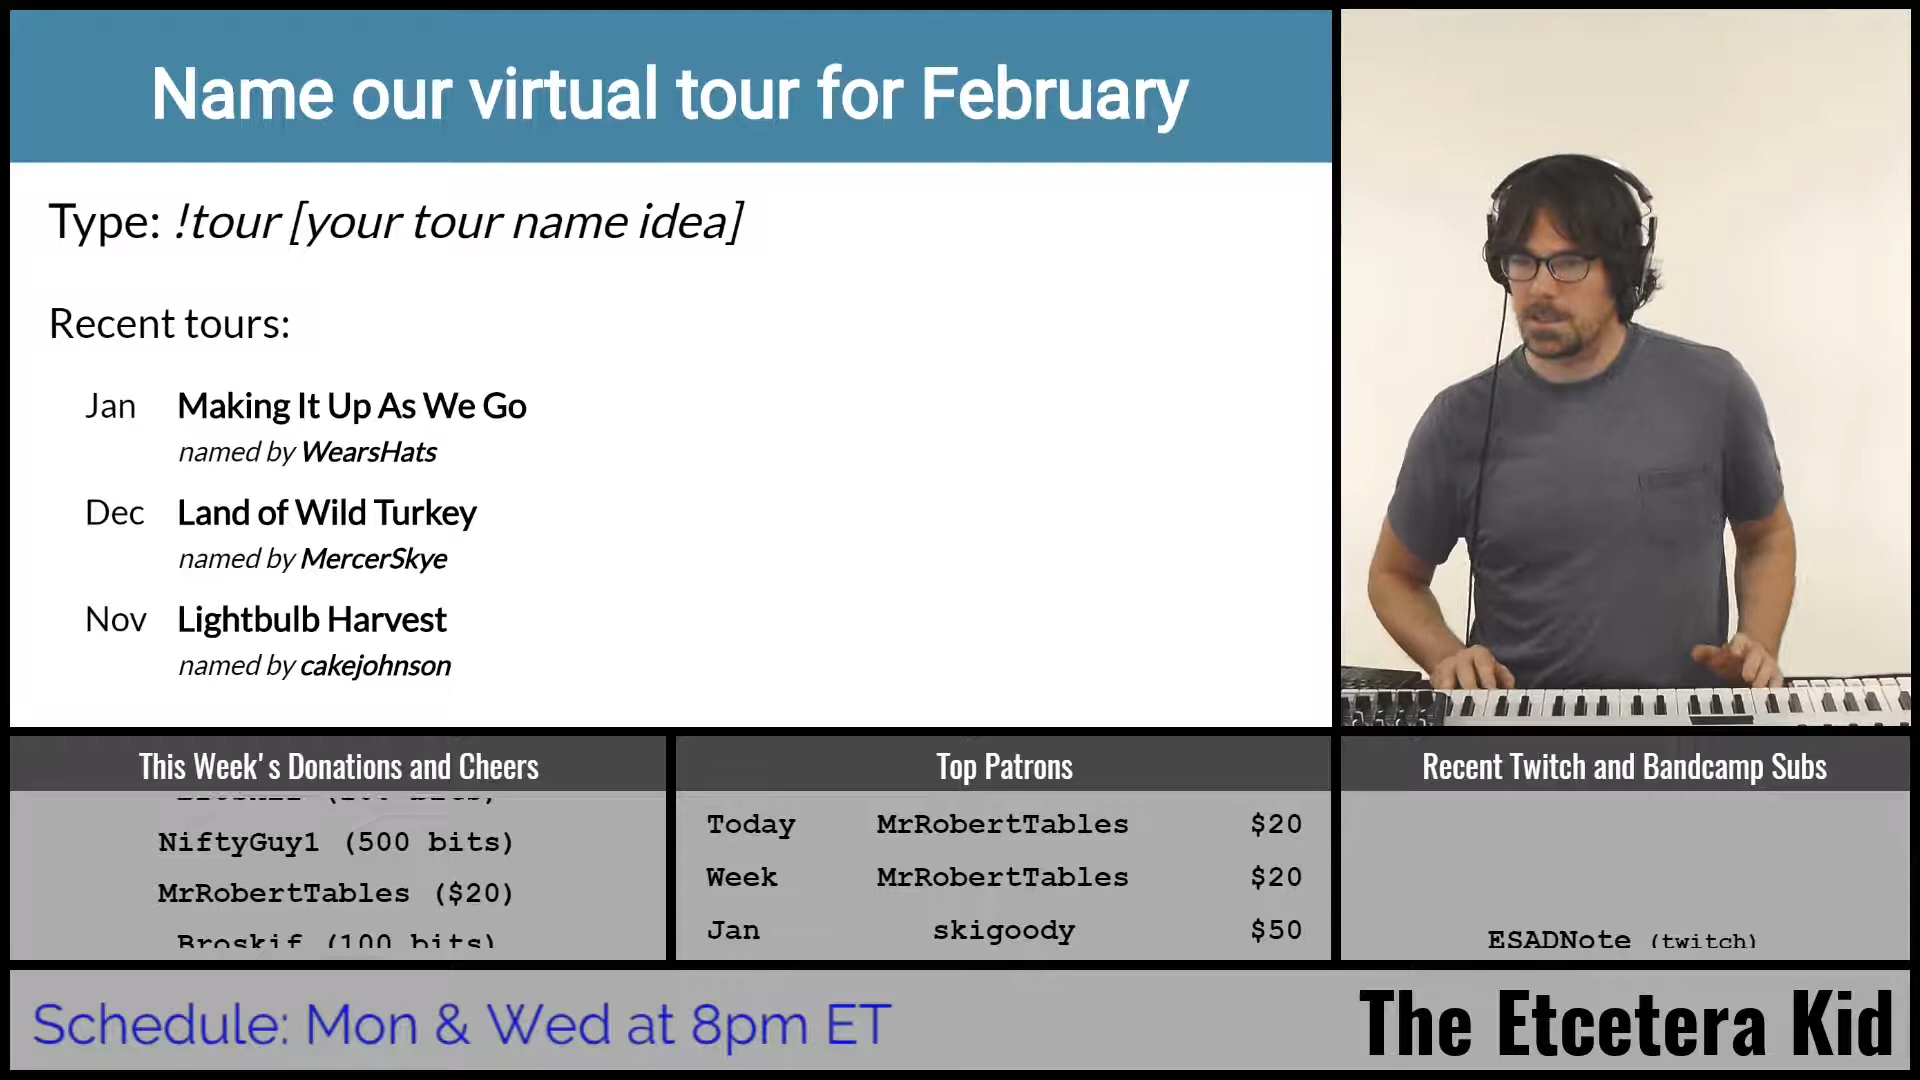 Name our virtual tour for February
Type: !tour [your tour name idea]
Recent tours:
Jan Making It Up As We Go
named by WearsHats
Dec Land of Wild Turkey
named by MercerSkye
Nov Lightbulb Harvest
named by cakejohnson
This Week's Donations and Cheers
NiftyGuy1 (500 bits)
MrRobertTables ($20)
Broskif (100 bits)
Top Patrons
Today MrRobertTables $20
Week MrRobertTables $20
Jan skigoody $50
Recent Twitch and Bandcamp Subs
ESADNote (twitch)
Schedule: Mon & Wed at 8pm ET
The Etcetera Kid